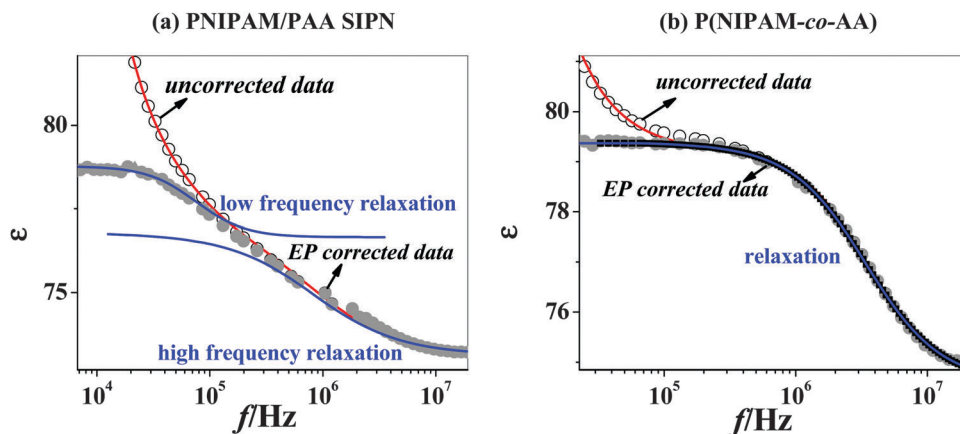 (a) PNIPAM/PAA SIPN
uncorrected data
80
low frequency relaxation
ε
EP corrected data
75
high frequency relaxation
10⁴ 10⁵ 10⁶ 10⁷
f/Hz
(b) P(NIPAM-co-AA)
uncorrected data
80
EP corrected data
78
ε
relaxation
76
10⁵ 10⁶ 10⁷
f/Hz